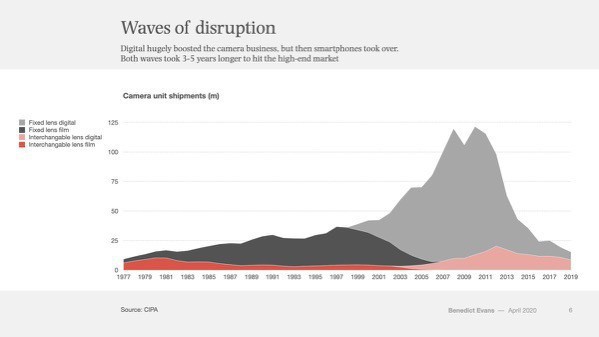 Waves of disruption
Digital hugely boosted the camera business, but then smartphones took over.
Both waves took 3–5 years longer to hit the high-end market
Camera unit shipments (m)
Fixed lens digital
Fixed lens film
Interchangable lens digital
Interchangable lens film
125
100
75
50
25
0
1977 1979 1981 1983 1985 1987 1989 1991 1993 1995 1997 1999 2001 2003 2005 2007 2009 2011 2013 2015 2017 2019
Source: CIPA
Benedict Evans — April 2020 6